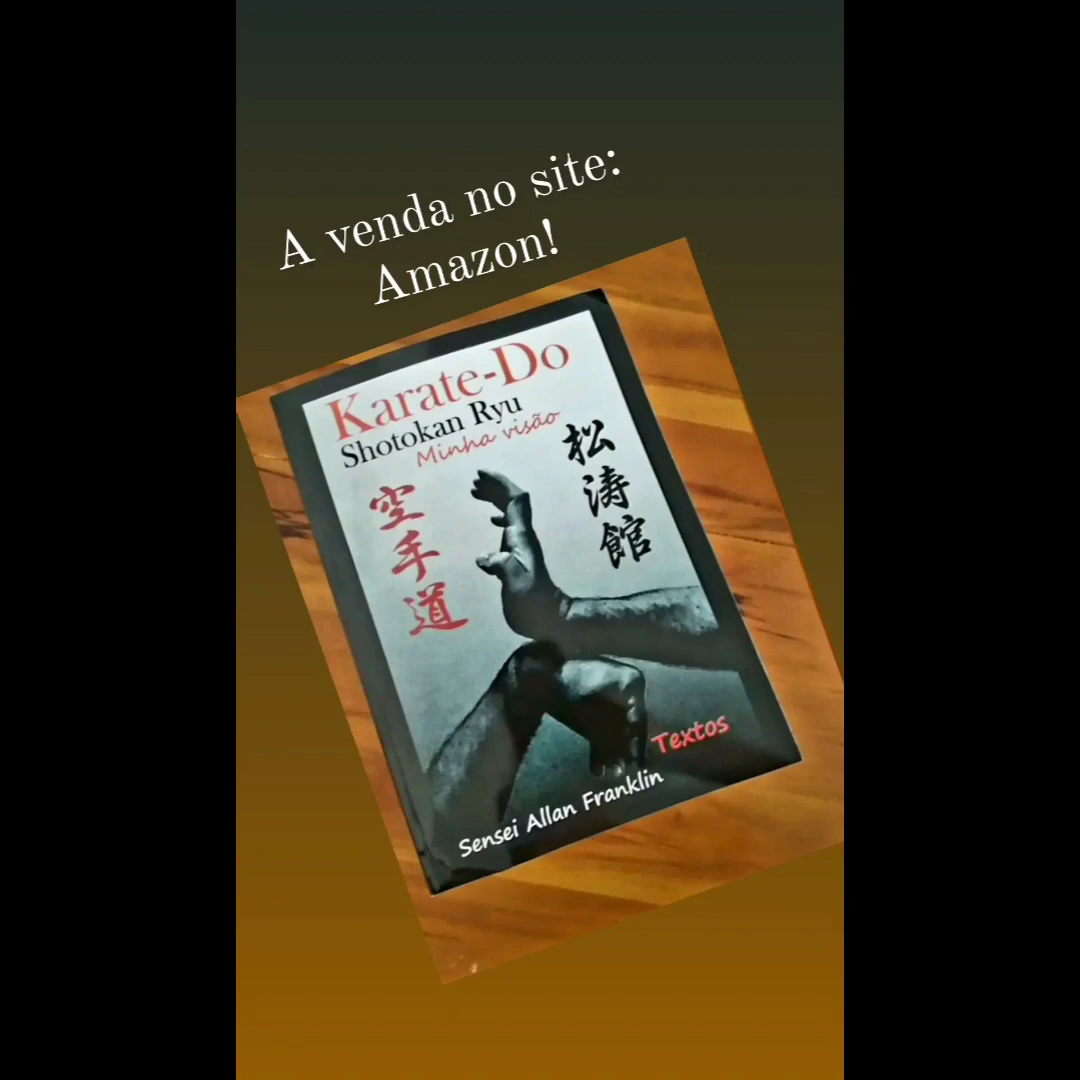 A venda no site:
Amazon!
Karate-Do
Shotokan Ryu
Minha visão
空手道
松涛館
Textos
Sensei Allan Franklin